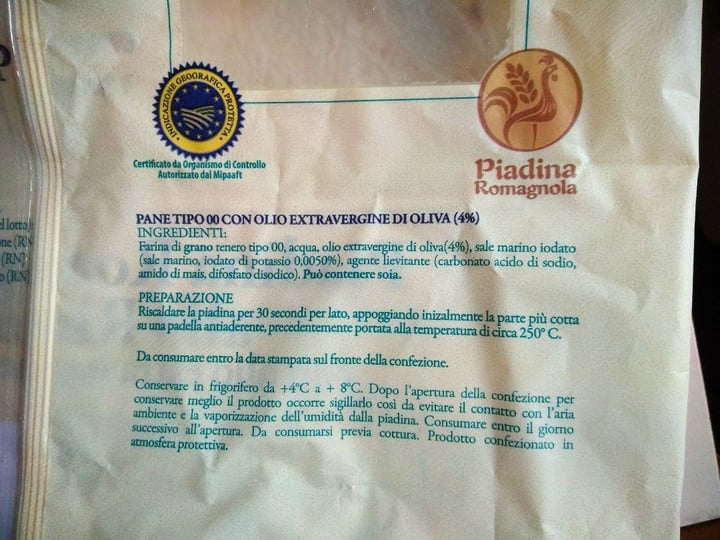 INDICAZIONE GEOGRAFICA PROTETTA
Certificato da Organismo di Controllo
Autorizzato dal Mipaaft
Piadina
Romagnola
PANE TIPO 00 CON OLIO EXTRAVERGINE DI OLIVA (4%)
INGREDIENTI:
Farina di grano tenero tipo 00, acqua, olio extravergine di oliva(4%), sale marino iodato
(sale marino, iodato di potassio 0,0050%), agente lievitante (carbonato acido di sodio,
amido di mais, difosfato disodico). Può contenere soia.
PREPARAZIONE
Riscaldare la piadina per 30 secondi per lato, appoggiando inizalmente la parte più cotta
su una padella antiaderente, precedentemente portata alla temperatura di circa 250° C.
Da consumare entro la data stampata sul fronte della confezione.
Conservare in frigorifero da +4°C a + 8°C. Dopo l'apertura della confezione per
conservare meglio il prodotto occorre sigillarlo così da evitare il contatto con l'aria
ambiente e la vaporizzazione dell'umidità dalla piadina. Consumare entro il giorno
successivo all'apertura. Da consumarsi previa cottura. Prodotto confezionato in
atmosfera protettiva.